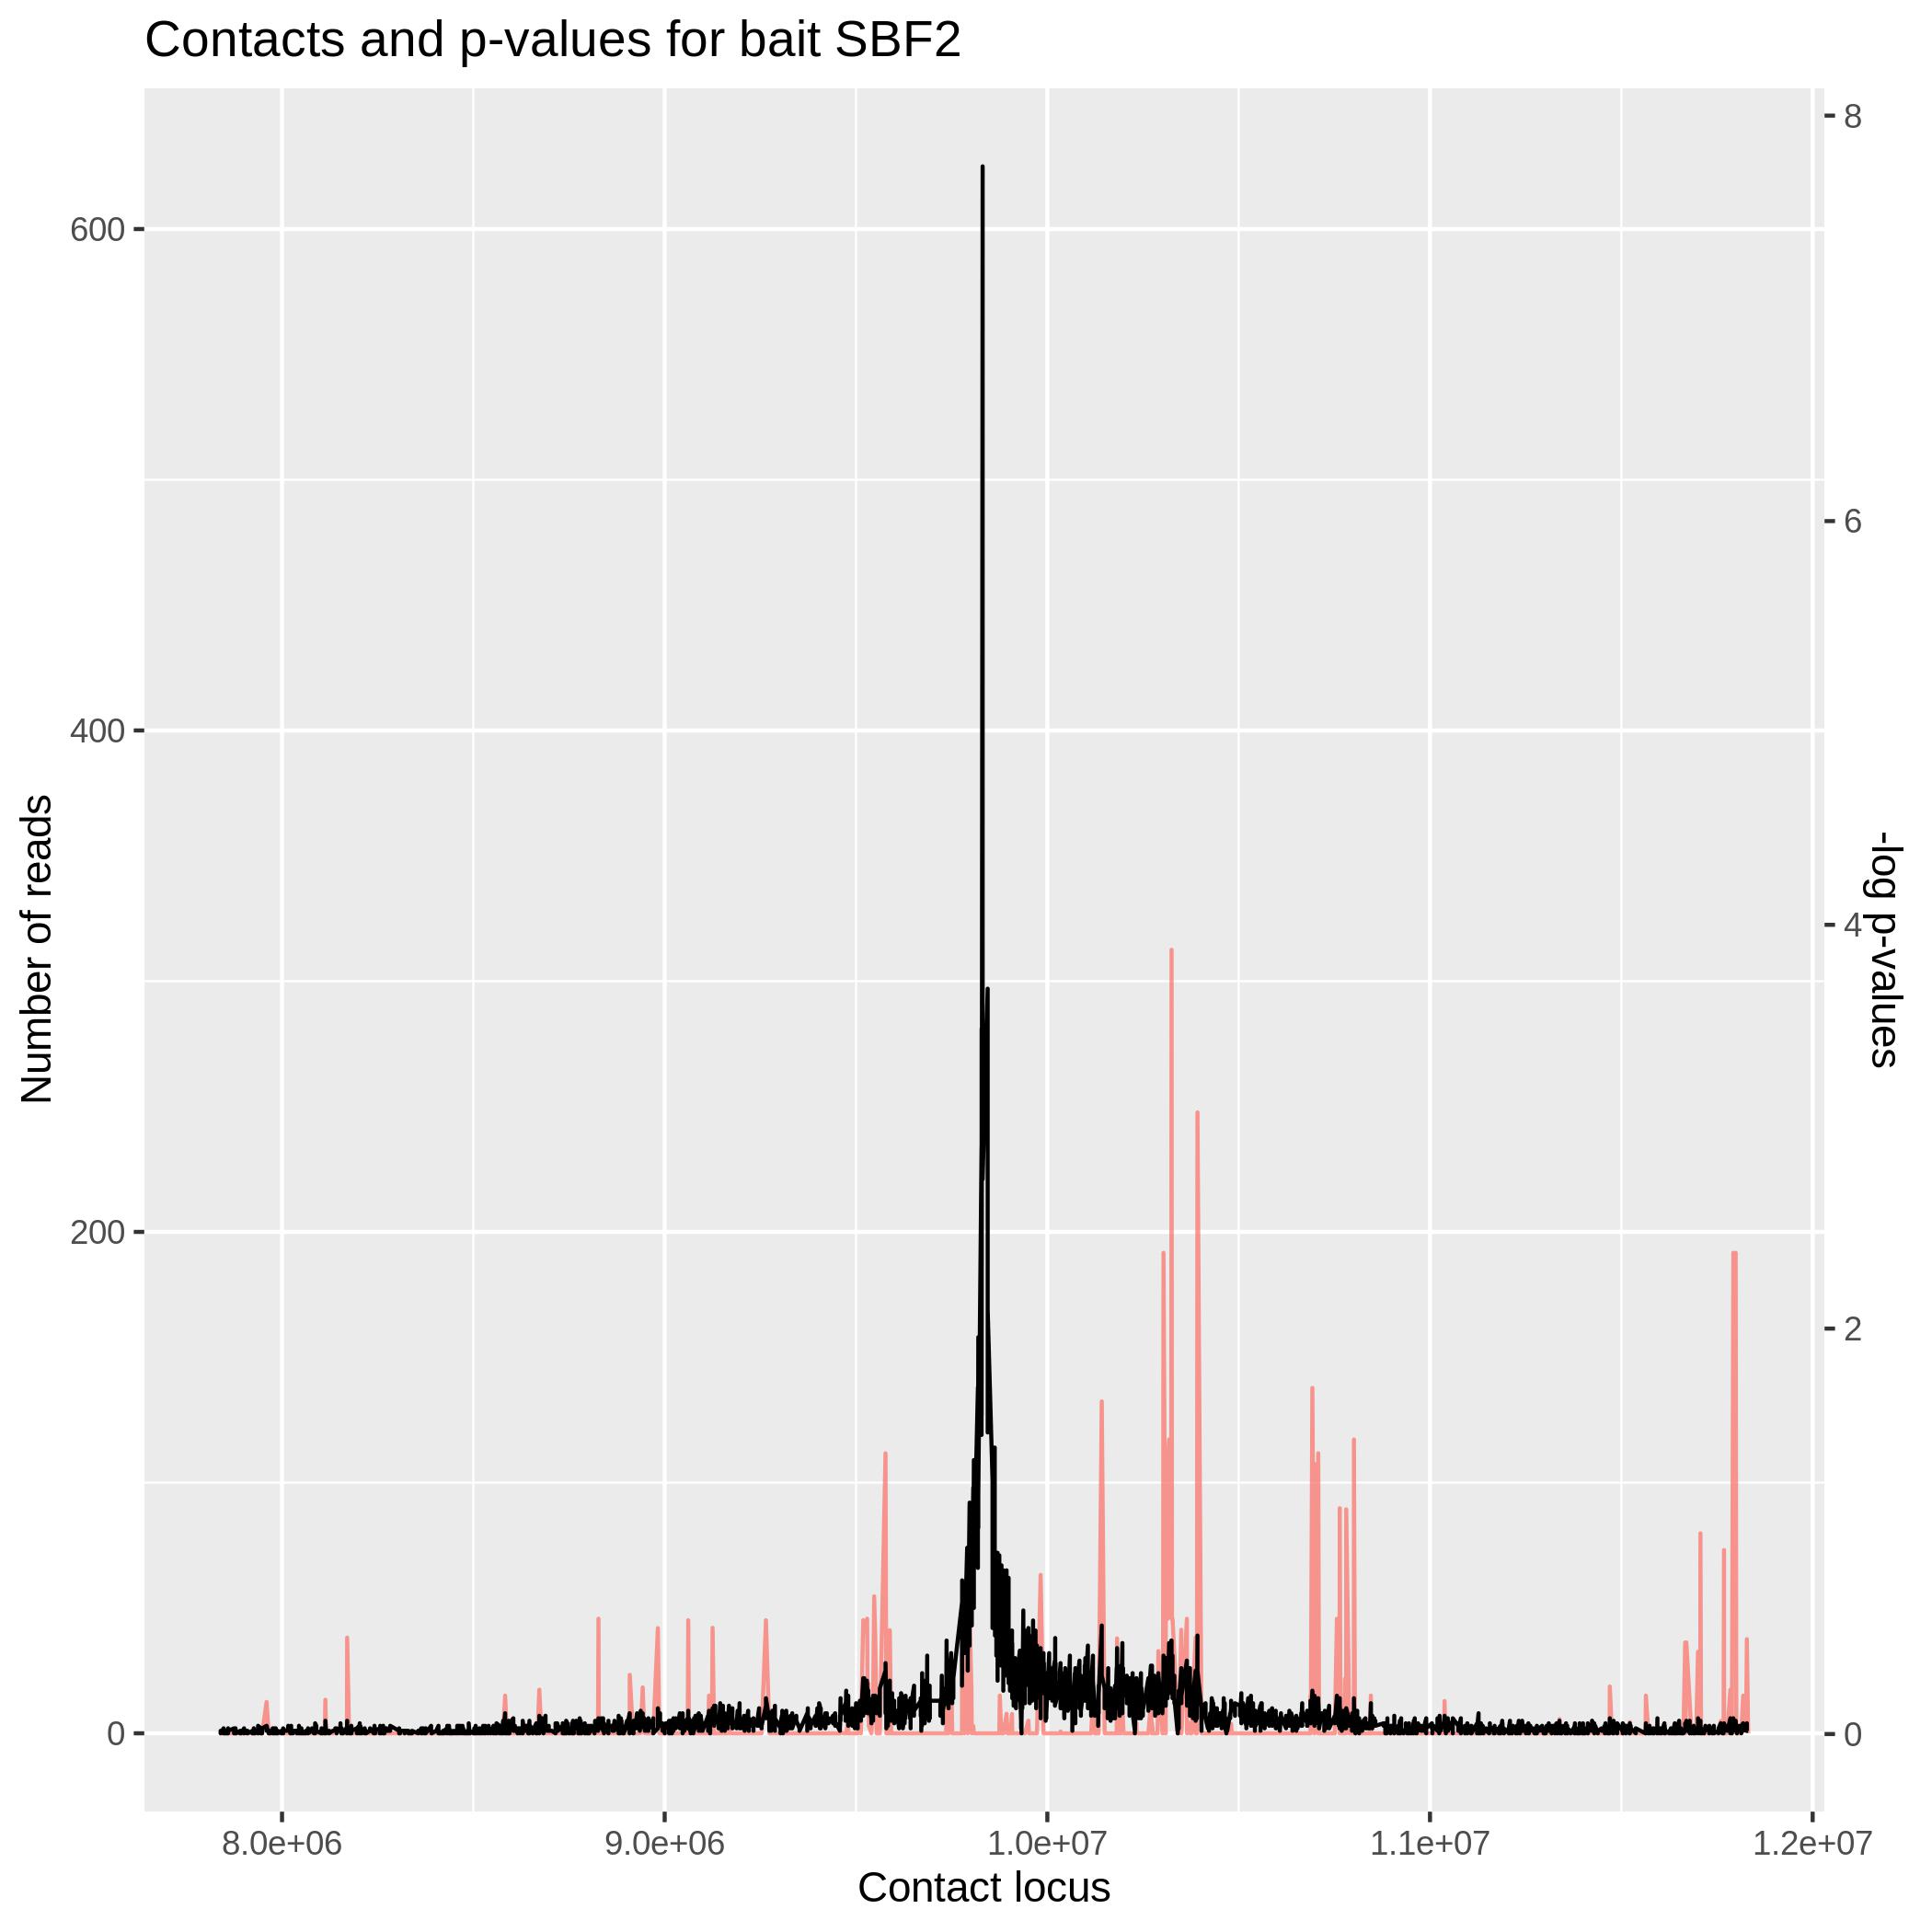 Contacts and p-values for bait SBF2
Number of reads
600
400
200
0
8
6
4
2
0
-log p-values
8.0e+06
9.0e+06
1.0e+07
1.1e+07
1.2e+07
Contact locus